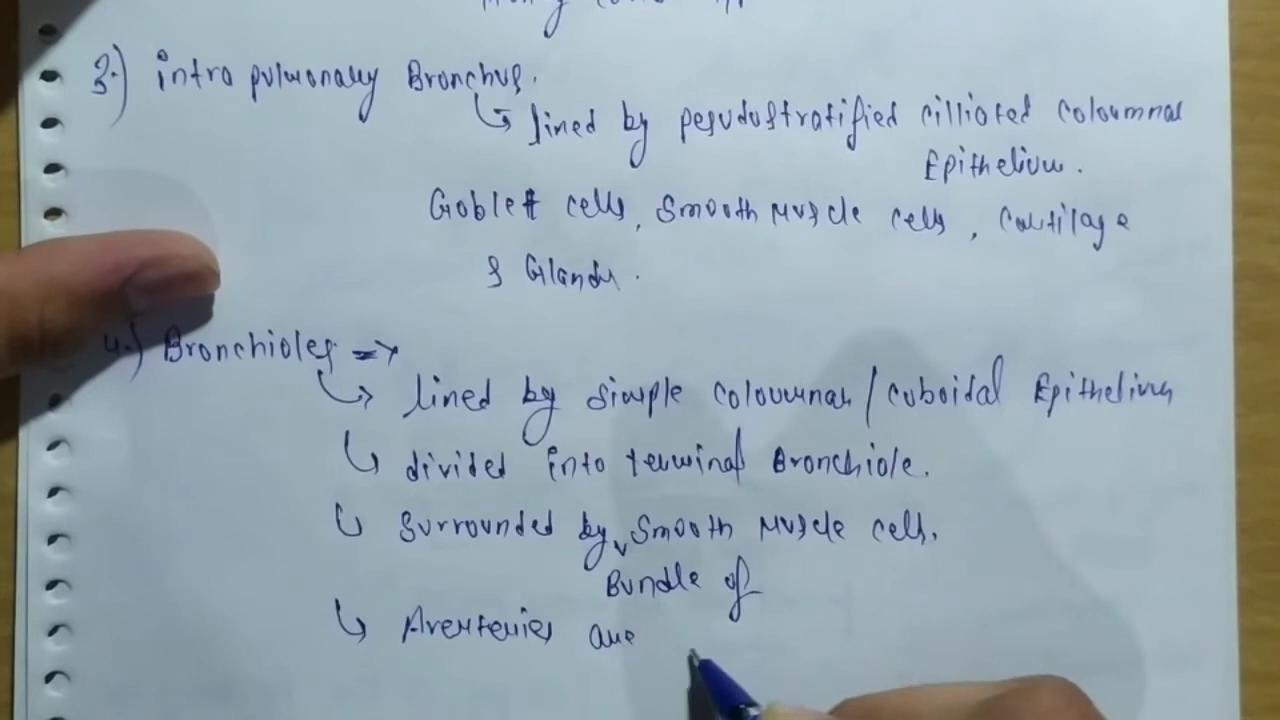 3.) intra pulmonary Bronchus.
↳ lined by pesudostratified cilliated coloumnar
Epithelium.
Goblet cells, Smooth Muscle cells, Cartilage
& Glands.
4.) Bronchioles =>
↳ lined by simple coloumnar / cuboidal Epithelium
↳ divided into terminal Bronchiole.
↳ Surrounded by Smooth Muscle cells.
Bundle of
↳ Arerteries are